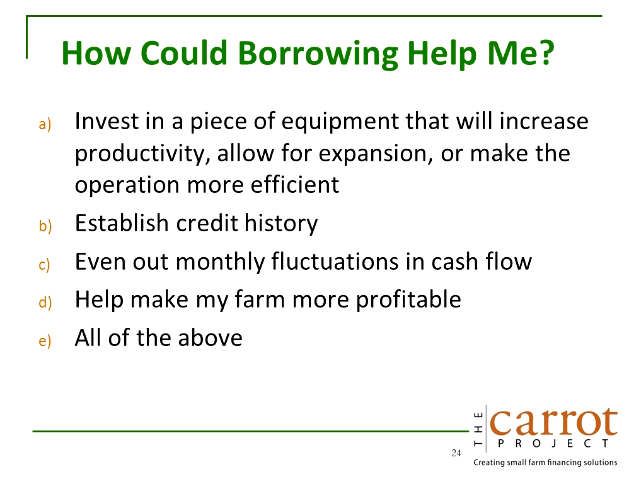 How Could Borrowing Help Me?
a) Invest in a piece of equipment that will increase
productivity, allow for expansion, or make the
operation more efficient
b) Establish credit history
c) Even out monthly fluctuations in cash flow
d) Help make my farm more profitable
e) All of the above
THE
carrot
PROJECT
24
Creating small farm financing solutions